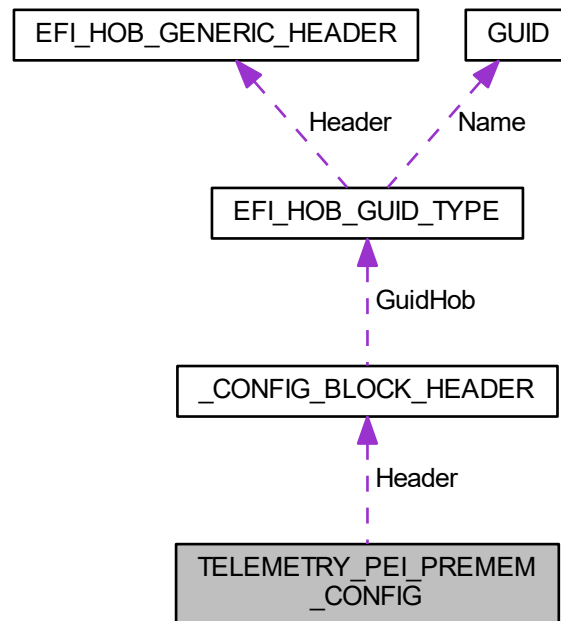 EFI_HOB_GENERIC_HEADER
GUID
Header
Name
EFI_HOB_GUID_TYPE
GuidHob
_CONFIG_BLOCK_HEADER
Header
TELEMETRY_PEI_PREMEM
_CONFIG